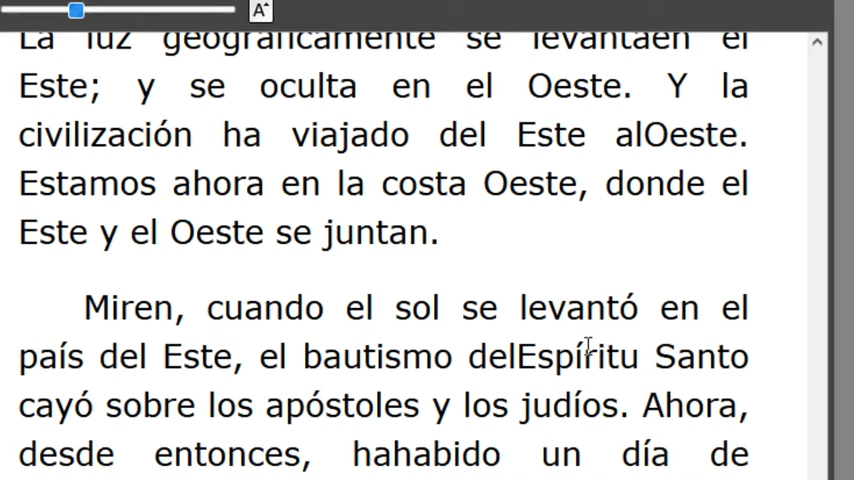 A
La luz geográficamente se levantaen el
Este; y se oculta en el Oeste. Y la
civilización ha viajado del Este alOeste.
Estamos ahora en la costa Oeste, donde el
Este y el Oeste se juntan.
Miren, cuando el sol se levantó en el
país del Este, el bautismo delEspíritu Santo
cayó sobre los apóstoles y los judíos. Ahora,
desde entonces, hahabido un día de